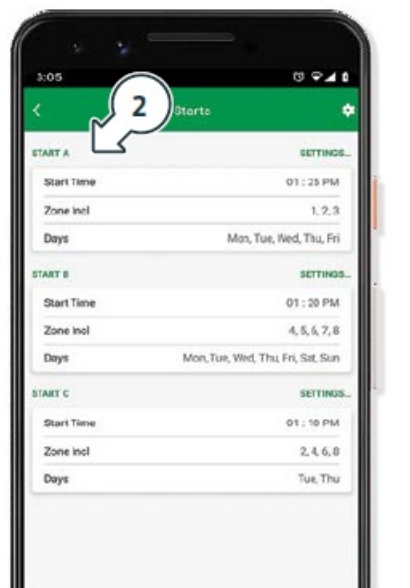 3:05
2
Starts
START A SETTINGS...
Start Time 01 : 25 PM
Zone Incl 1, 2, 3
Days Mon, Tue, Wed, Thu, Fri
START B SETTINGS...
Start Time 01 : 20 PM
Zone Incl 4, 5, 6, 7, 8
Days Mon, Tue, Wed, Thu, Fri, Sat, Sun
START C SETTINGS...
Start Time 01 : 10 PM
Zone Incl 2, 4, 6, 8
Days Tue, Thu